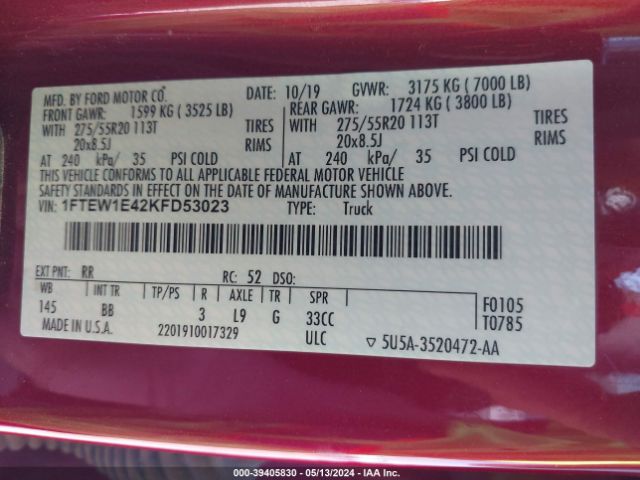 MFD. BY FORD MOTOR CO. DATE: 10/19 GVWR: 3175 KG ( 7000 LB)
FRONT GAWR: 1599 KG ( 3525 LB) REAR GAWR: 1724 KG ( 3800 LB)
WITH 275/55R20 113T TIRES WITH 275/55R20 113T TIRES
20x8.5J RIMS 20x8.5J RIMS
AT 240 kPa/ 35 PSI COLD AT 240 kPa/ 35 PSI COLD
THIS VEHICLE CONFORMS TO ALL APPLICABLE FEDERAL MOTOR VEHICLE
SAFETY STANDARDS IN EFFECT ON THE DATE OF MANUFACTURE SHOWN ABOVE.
VIN: 1FTEW1E42KFD53023 TYPE: Truck
EXT PNT: RR RC: 52 DSO:
WB INT TR TP/PS R AXLE TR SPR F0105
145 BB 3 L9 G 33CC T0785
MADE IN U.S.A. 2201910017329 ULC ▽ 5U5A-3520472-AA
000-39405830 - 05/13/2024 - IAA Inc.